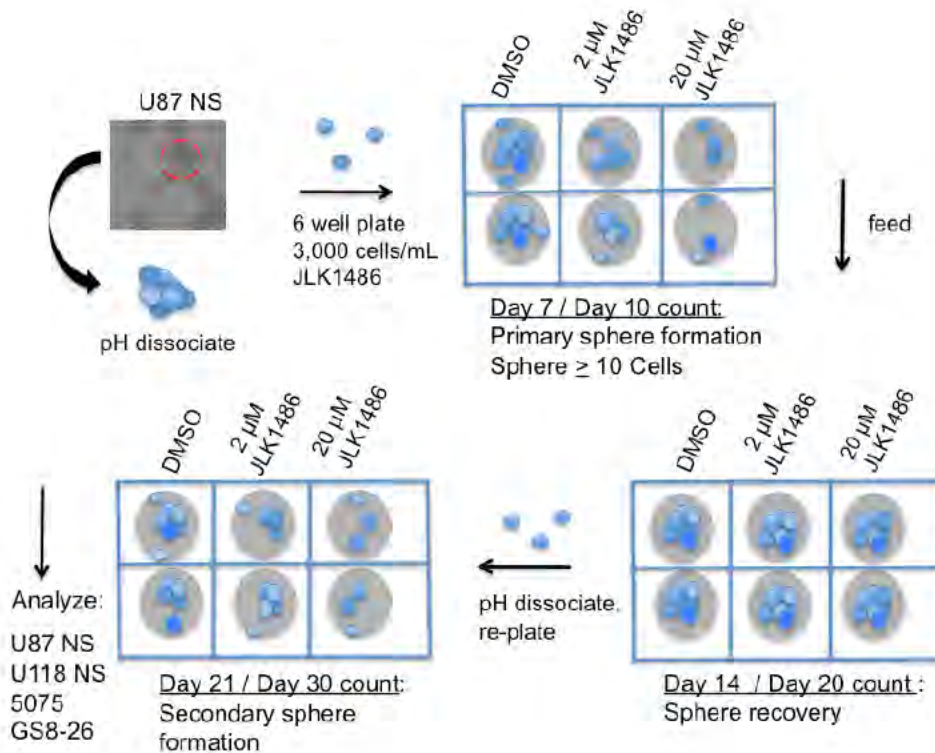 U87 NS
pH dissociate
6 well plate
3,000 cells/mL
JLK1486
DMSO
2 µM
JLK1486
20 µM
JLK1486
feed
Day 7 / Day 10 count:
Primary sphere formation
Sphere ≥ 10 Cells
DMSO
2 µM
JLK1486
20 µM
JLK1486
Day 14 / Day 20 count :
Sphere recovery
pH dissociate,
re-plate
DMSO
2 µM
JLK1486
20 µM
JLK1486
Day 21 / Day 30 count:
Secondary sphere
formation
Analyze:
U87 NS
U118 NS
5075
GS8-26